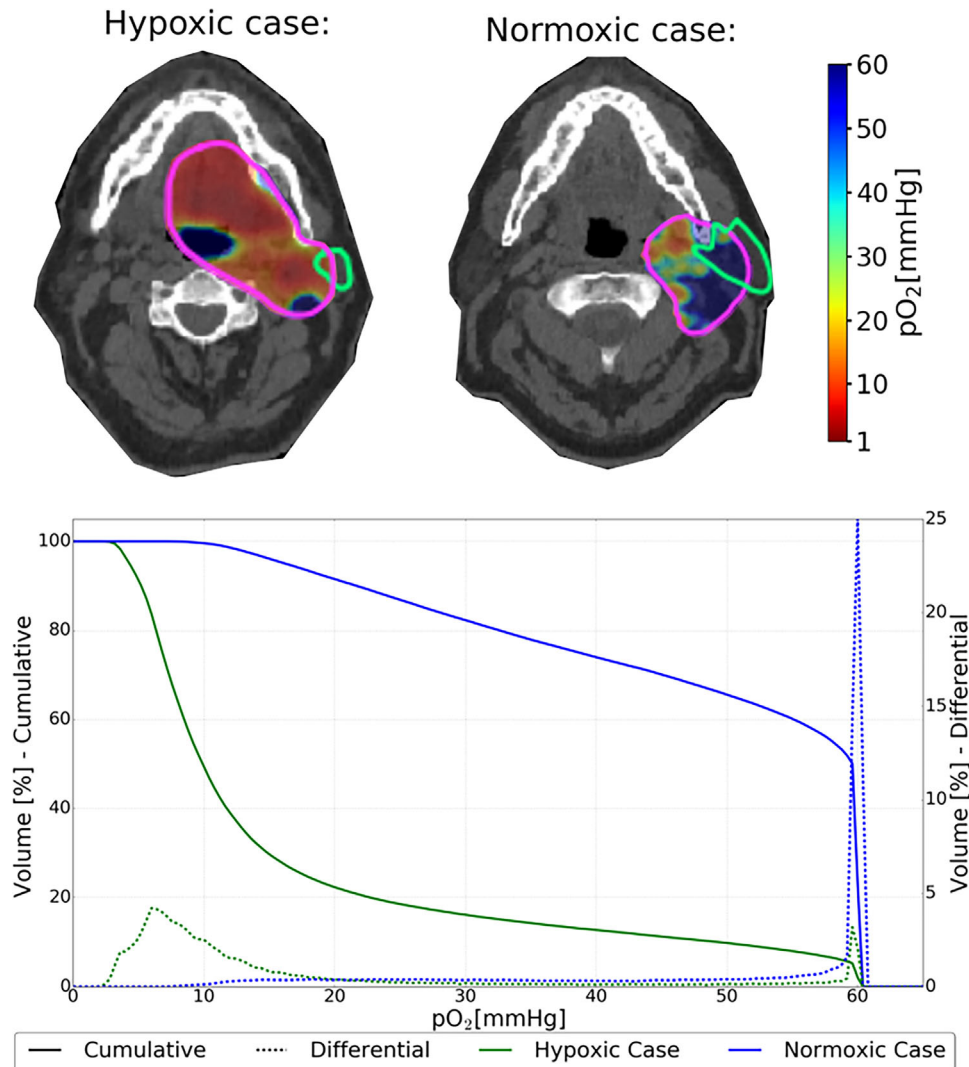 Hypoxic case:
Normoxic case:
60
50
40
30
20
10
1
pO₂[mmHg]
Volume [%] - Cumulative
100
80
60
40
20
0
25
20
15
10
5
0
Volume [%] - Differential
0 10 20 30 40 50 60
pO₂[mmHg]
Cumulative Differential Hypoxic Case Normoxic Case